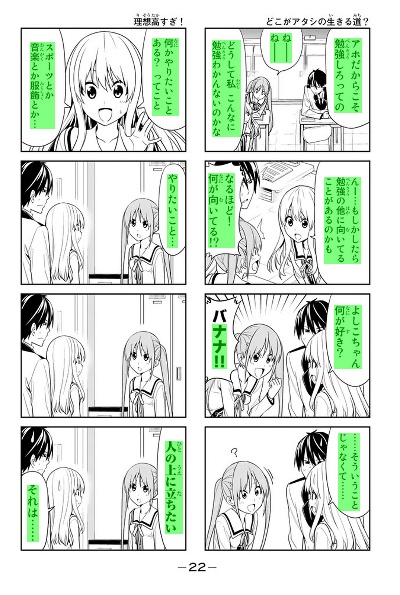 どこがアタシの生きる道？
ねー
ねー
どうして私、こんなに
勉強わかんないのかな
アホだからこそ
勉強しろっての
んー…もしかしたら
勉強の他に向いてる
ことがあるのかも
なるほど！
何が向いてる！？
よしこちゃん
何が好き？
バナナ！！
……そういうこと
じゃなくて……
？
理想高すぎ！
何かやりたいこと
ある？ってこと
スポーツとか
音楽とか服飾とか…
やりたいこと…
人の上に立ちたい
それは……
—22—